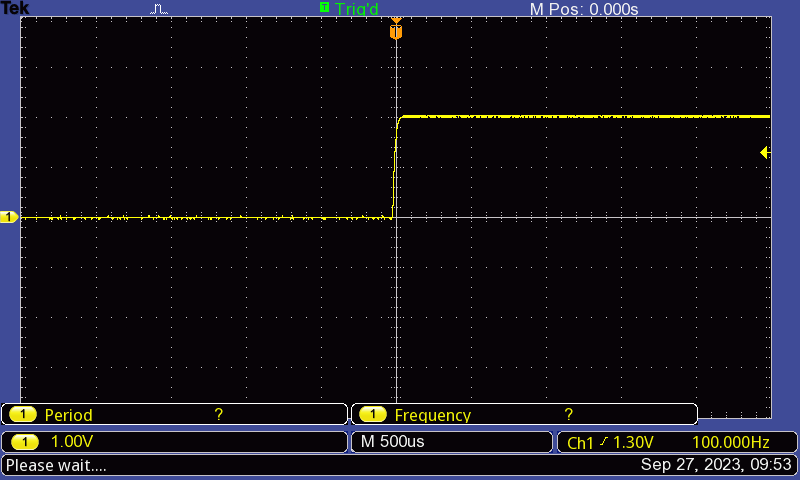 Tek T Trig'd M Pos: 0.000s
T
1
1 Period ? 1 Frequency ?
1 1.00V M 500us Ch1 1.30V 100.000Hz
Please wait.... Sep 27, 2023, 09:53